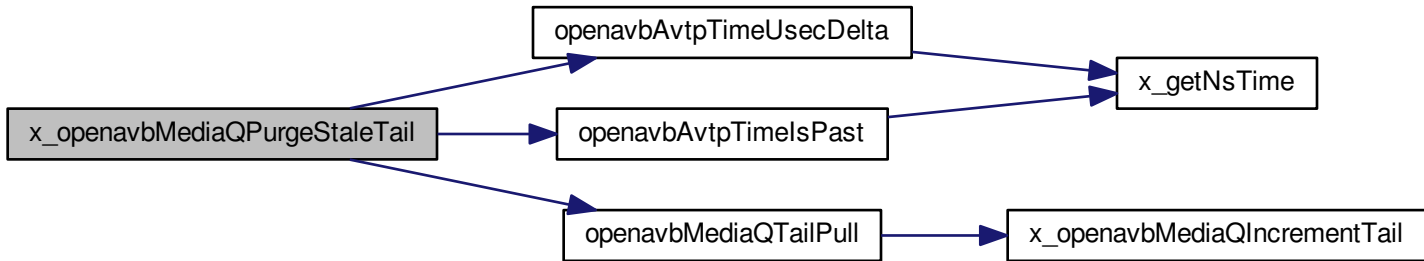 x_openavbMediaQPurgeStaleTail
openavbAvtpTimeUsecDelta
openavbAvtpTimeIsPast
openavbMediaQTailPull
x_getNsTime
x_openavbMediaQIncrementTail